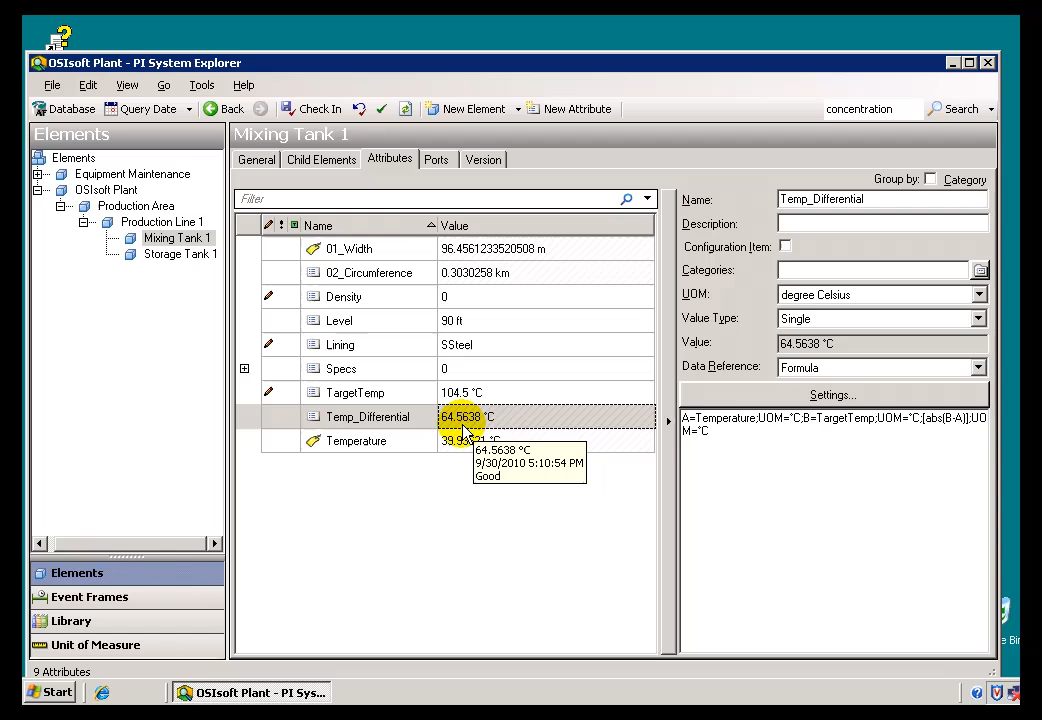 OSIsoft Plant - PI System Explorer
File Edit View Go Tools Help
Database Query Date Back Check In New Element New Attribute concentration Search
Elements
Elements
Equipment Maintenance
OSIsoft Plant
Production Area
Production Line 1
Mixing Tank 1
Storage Tank 1
Elements
Event Frames
Library
Unit of Measure
Mixing Tank 1
General Child Elements Attributes Ports Version
Group by: Category
Filter
Name Value
01_Width 96.4561233520508 m
02_Circumference 0.3030258 km
Density 0
Level 90 ft
Lining SSteel
Specs 0
TargetTemp 104.5 °C
Temp_Differential 64.5638 °C
Temperature
64.5638 °C
9/30/2010 5:10:54 PM
Good
Name: Temp_Differential
Description:
Configuration Item:
Categories:
UOM: degree Celsius
Value Type: Single
Value: 64.5638 °C
Data Reference: Formula
Settings...
A=Temperature;UOM=°C;B=TargetTemp;UOM=°C;[abs(B-A)];UO
M=°C
9 Attributes
Start OSIsoft Plant - PI Sys...